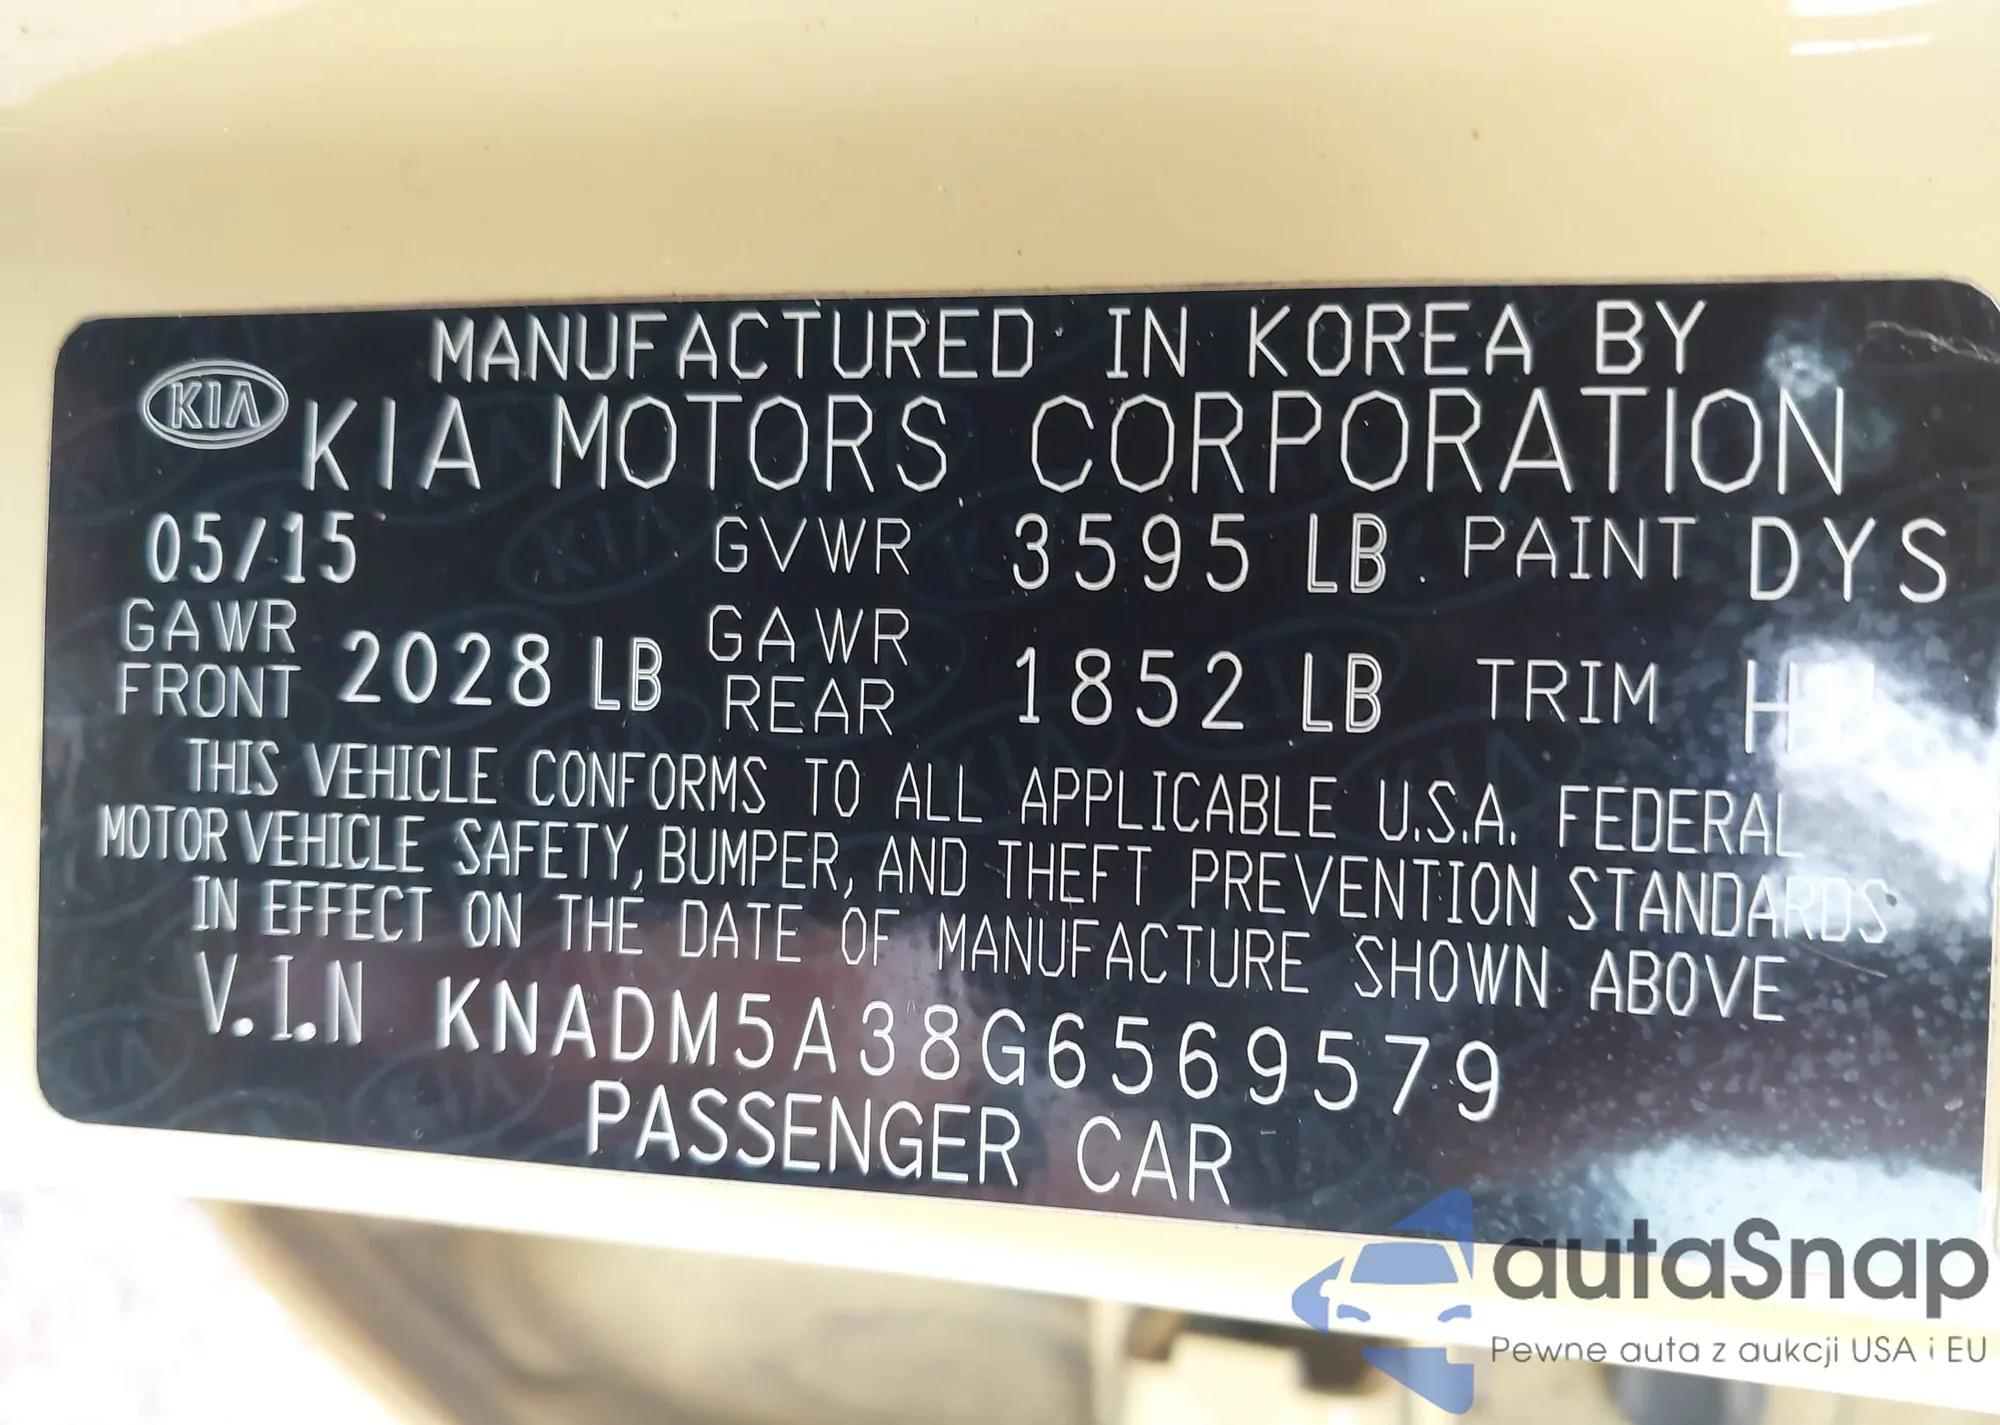 MANUFACTURED IN KOREA BY
KIA
KIA MOTORS CORPORATION
05/15 GVWR 3595 LB PAINT DYS
GAWR FRONT 2028 LB GAWR REAR 1852 LB TRIM
THIS VEHICLE CONFORMS TO ALL APPLICABLE U.S.A. FEDERAL
MOTOR VEHICLE SAFETY, BUMPER, AND THEFT PREVENTION STANDARDS
IN EFFECT ON THE DATE OF MANUFACTURE SHOWN ABOVE
V.I.N KNADM5A38G6569579
PASSENGER CAR
autaSnap
Pewne auta z aukcji USA i EU